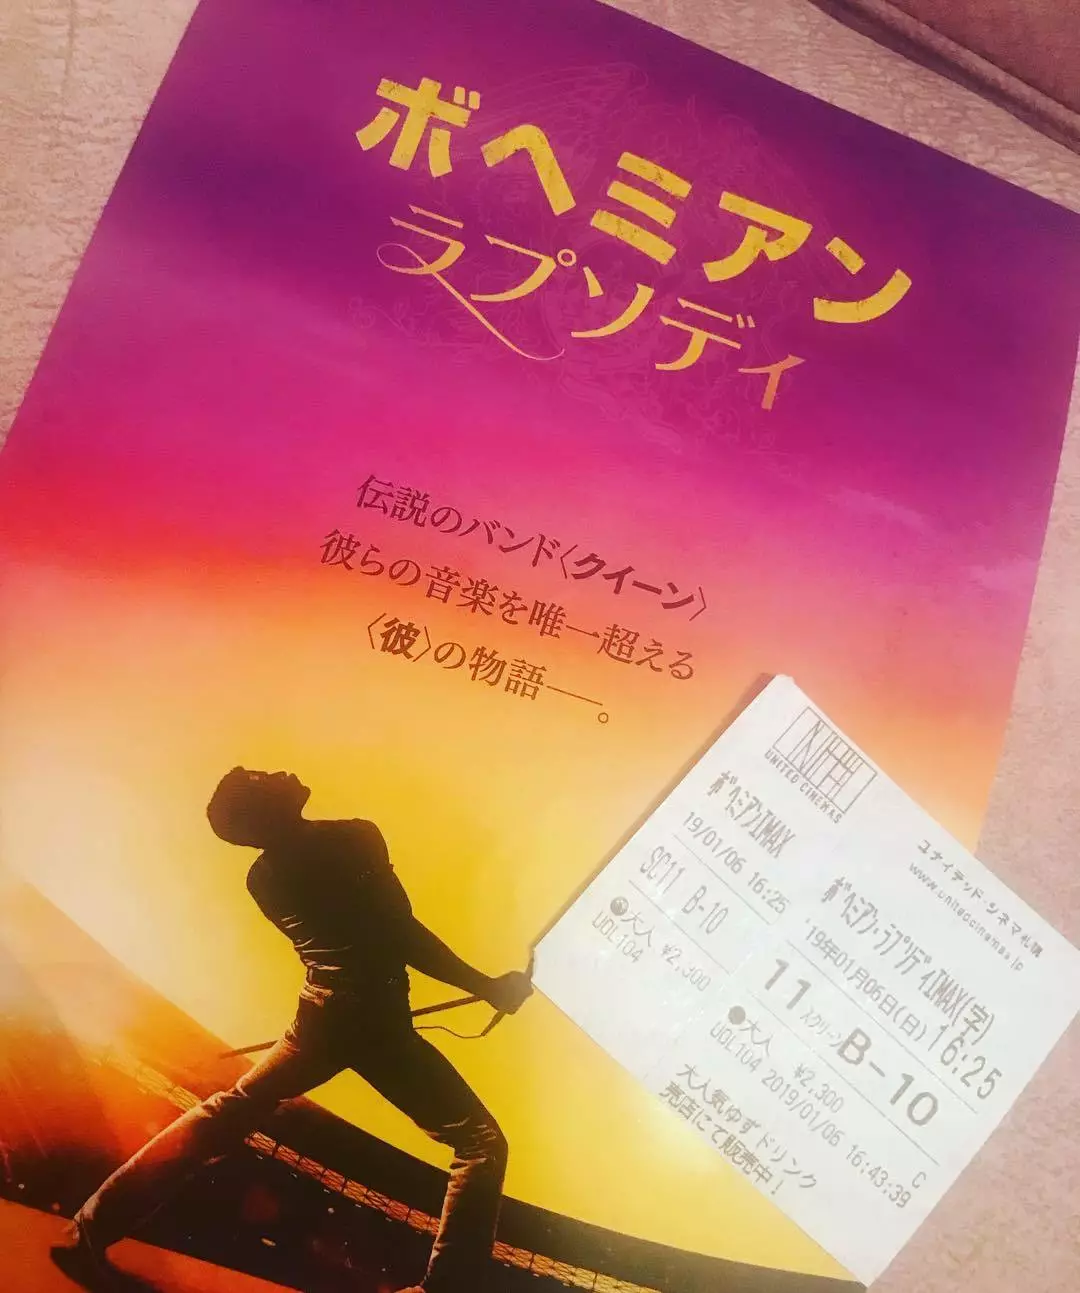 ボヘミアン
ラプソディ
伝説のバンド〈クイーン〉
彼らの音楽を唯一超える
〈彼〉の物語──。
UNITED CINEMAS
ボヘミアンIMAX
19/01/06 16:25
SC11 B-10
●大人 ¥2,300
UOL104
ユナイテッド・シネマ札幌
www.unitedcinemas.jp
ボヘミアン・ラプソディIMAX(字)
'19年01月06日(日)16:25
11スクリーン B-10
●大人 ¥2,300
UOL104 2019/01/06 16:43:39 C
大人気ゆずドリンク
売店にて販売中!